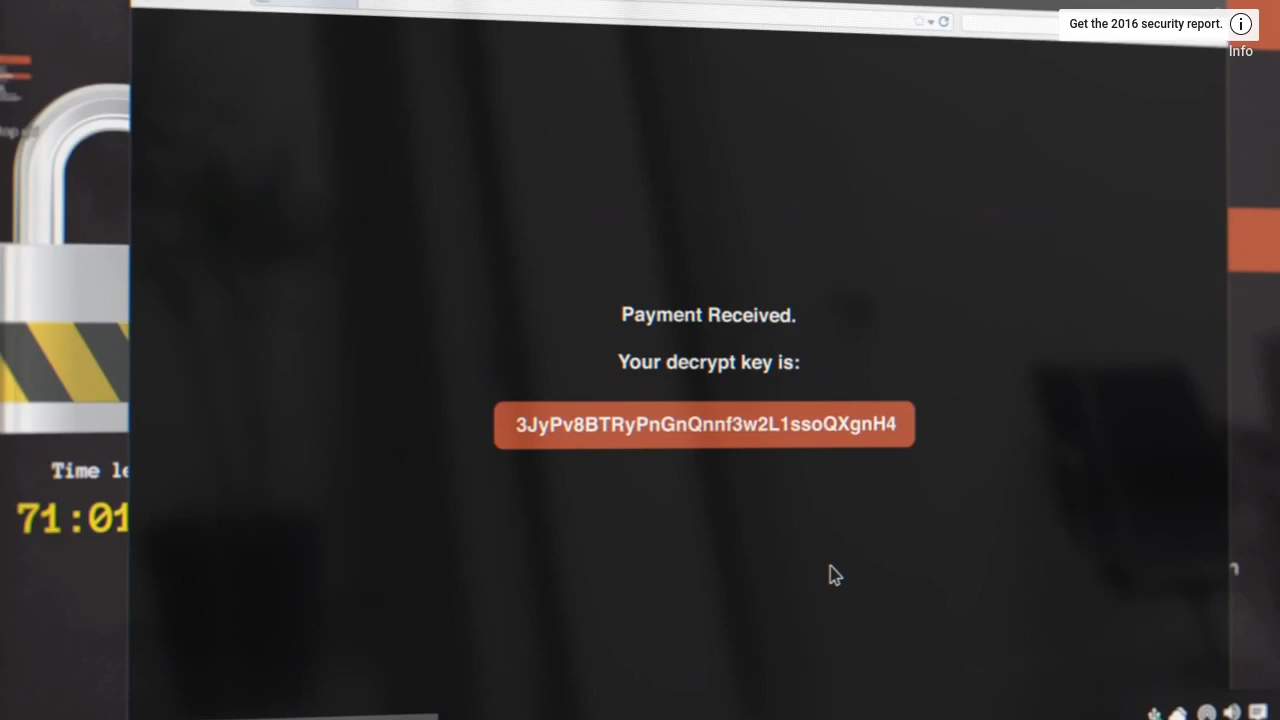 Get the 2016 security report.
Info
Payment Received.
Your decrypt key is:
3JyPv8BTRyPnGnQnnf3w2L1ssoQXgnH4
Time le
71:01